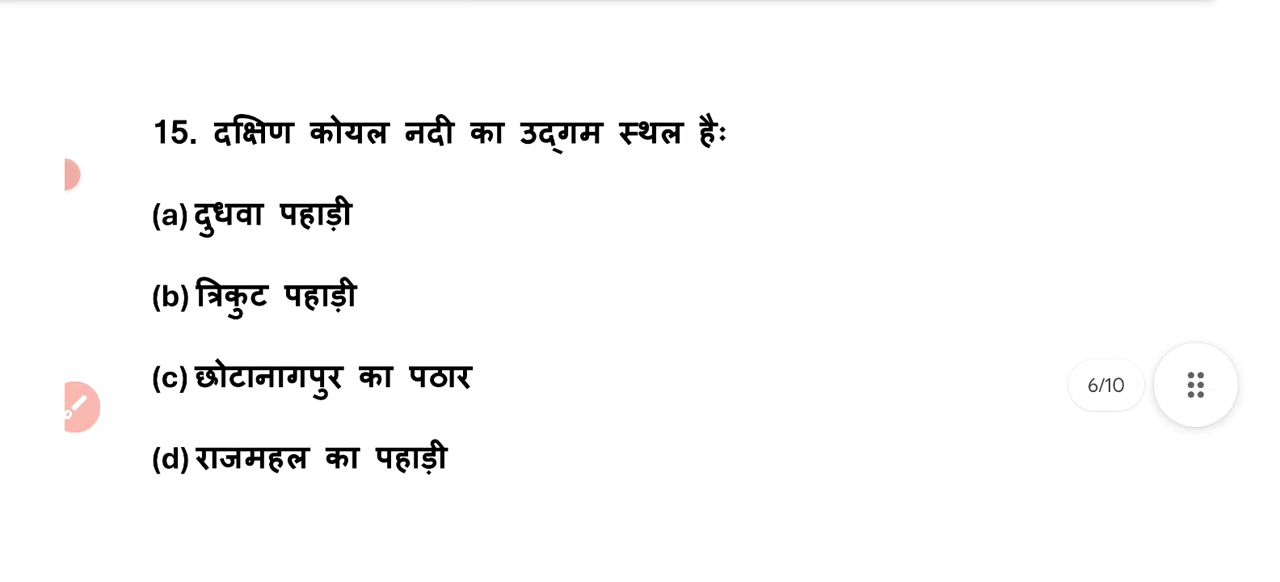 15. दक्षिण कोयल नदी का उद्गम स्थल हैः
(a) दुधवा पहाड़ी
(b) त्रिकुट पहाड़ी
(c) छोटानागपुर का पठार
6/10
(d) राजमहल का पहाड़ी